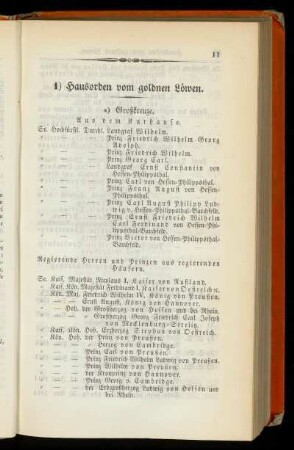 11
1) Hausorden vom goldnen Löwen.
a) Großkreuze.
Aus dem Kurhause.
Se. Hochfürstl. Durchl. Landgraf Wilhelm.
» — — Prinz Friedrich Wilhelm Georg
Adolph.
» — — Prinz Friedrich Wilhelm.
» — — Prinz Georg Carl.
» — — Landgraf Ernst Constantin von
Hessen-Philippsthal.
» — — Prinz Carl von Hessen-Philippsthal.
» — — Prinz Franz August von Hessen-
Philippsthal.
» — — Prinz Carl August Philipp Lud-
wig v. Hessen-Philippsthal-Barchfeld.
» — — Prinz Ernst Friedrich Wilhelm
Carl Ferdinand von Hessen-Phi-
lippsthal-Barchfeld.
» — — Prinz Victor von Hessen-Philippsthal-
Barchfeld.
Regierende Herren und Prinzen aus regierenden
Häusern.
Se. Kais. Majestät Nicolaus I, Kaiser von Rußland.
» Kais. Kön. Majestät Ferdinand I, Kaiser von Oestreich.
» Kön. Maj. Friedrich Wilhelm IV, König von Preussen.
» — — Ernst August, König von Hannover.
» — Hoh. der Großherzog von Hessen und bei Rhein.
» — » Großherzog Georg Friedrich Carl Joseph
von Mecklenburg-Strelitz.
» Kais. Kön. Hoh. Erzherzog Stephan von Oestreich.
» Kön. Hoh. der Prinz von Preussen.
» — — Herzog von Cambridge.
» — — Prinz Carl von Preussen.
» — — Prinz Friedrich Wilhelm Ludwig von Preussen.
» — — Prinz Wilhelm von Preussen.
» — — der Kronprinz von Hannover.
» — — Prinz Georg v. Cambridge.
» — — der Erbgroßherzog Ludwig von Hessen und
bei Rhein.